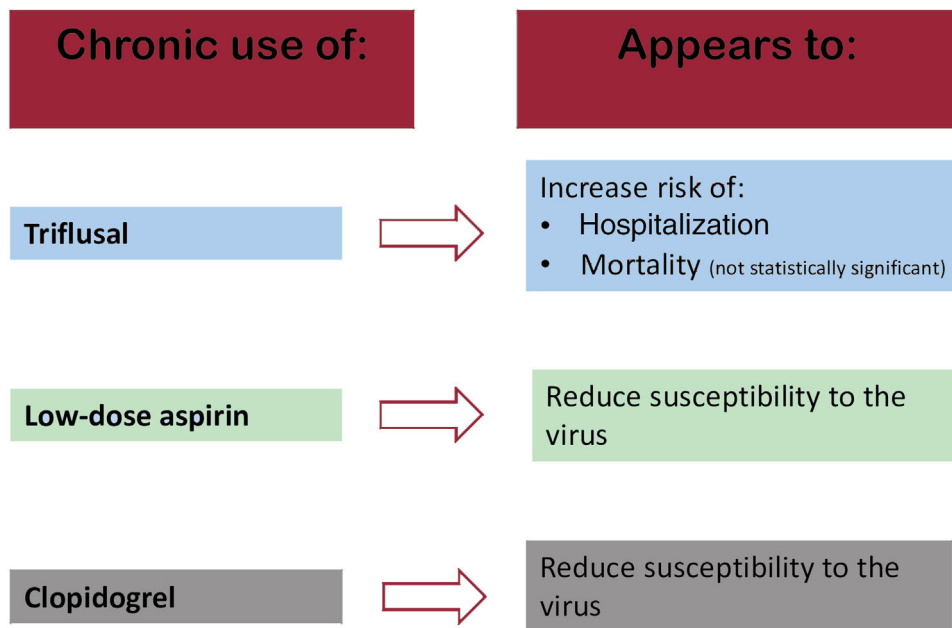 Chronic use of:
Appears to:
Triflusal
Increase risk of:
• Hospitalization
• Mortality (not statistically significant)
Low-dose aspirin
Reduce susceptibility to the
virus
Clopidogrel
Reduce susceptibility to the
virus